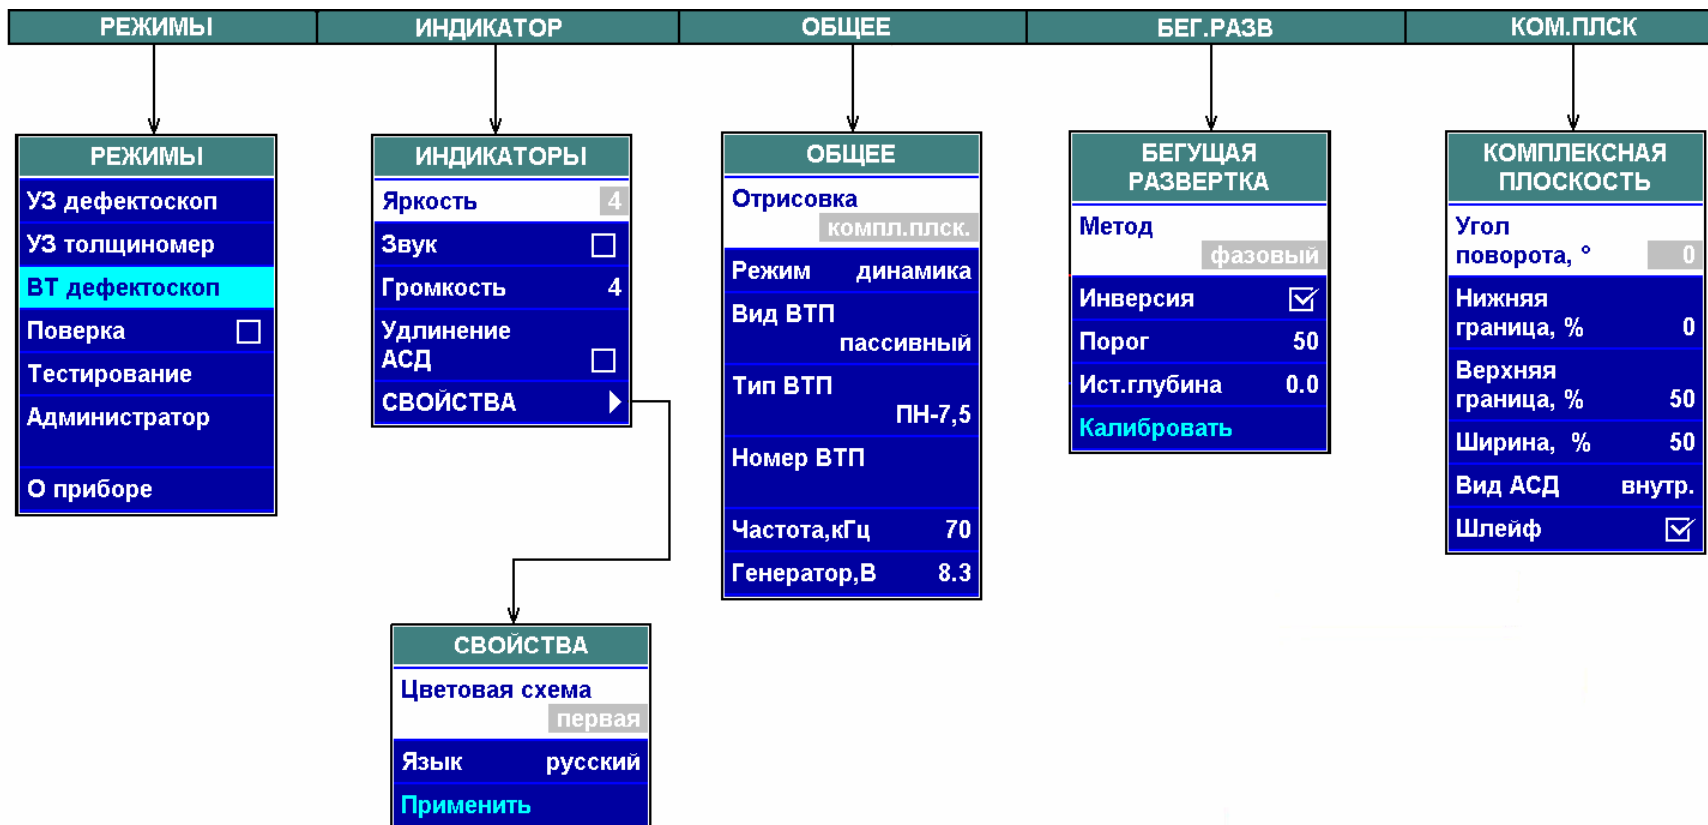 РЕЖИМЫ
ИНДИКАТОР
ОБЩЕЕ
БЕГ.РАЗВ
КОМ.ПЛСК
РЕЖИМЫ
УЗ дефектоскоп
УЗ толщиномер
ВТ дефектоскоп
Поверка
Тестирование
Администратор
О приборе
ИНДИКАТОРЫ
Яркость 4
Звук
Громкость 4
Удлинение
АСД
СВОЙСТВА
СВОЙСТВА
Цветовая схема
первая
Язык русский
Применить
ОБЩЕЕ
Отрисовка
компл.плск.
Режим динамика
Вид ВТП
пассивный
Тип ВТП
ПН-7,5
Номер ВТП
Частота,кГц 70
Генератор,В 8.3
БЕГУЩАЯ
РАЗВЕРТКА
Метод
фазовый
Инверсия
Порог 50
Ист.глубина 0.0
Калибровать
КОМПЛЕКСНАЯ
ПЛОСКОСТЬ
Угол
поворота, ° 0
Нижняя
граница, % 0
Верхняя
граница, % 50
Ширина, % 50
Вид АСД внутр.
Шлейф